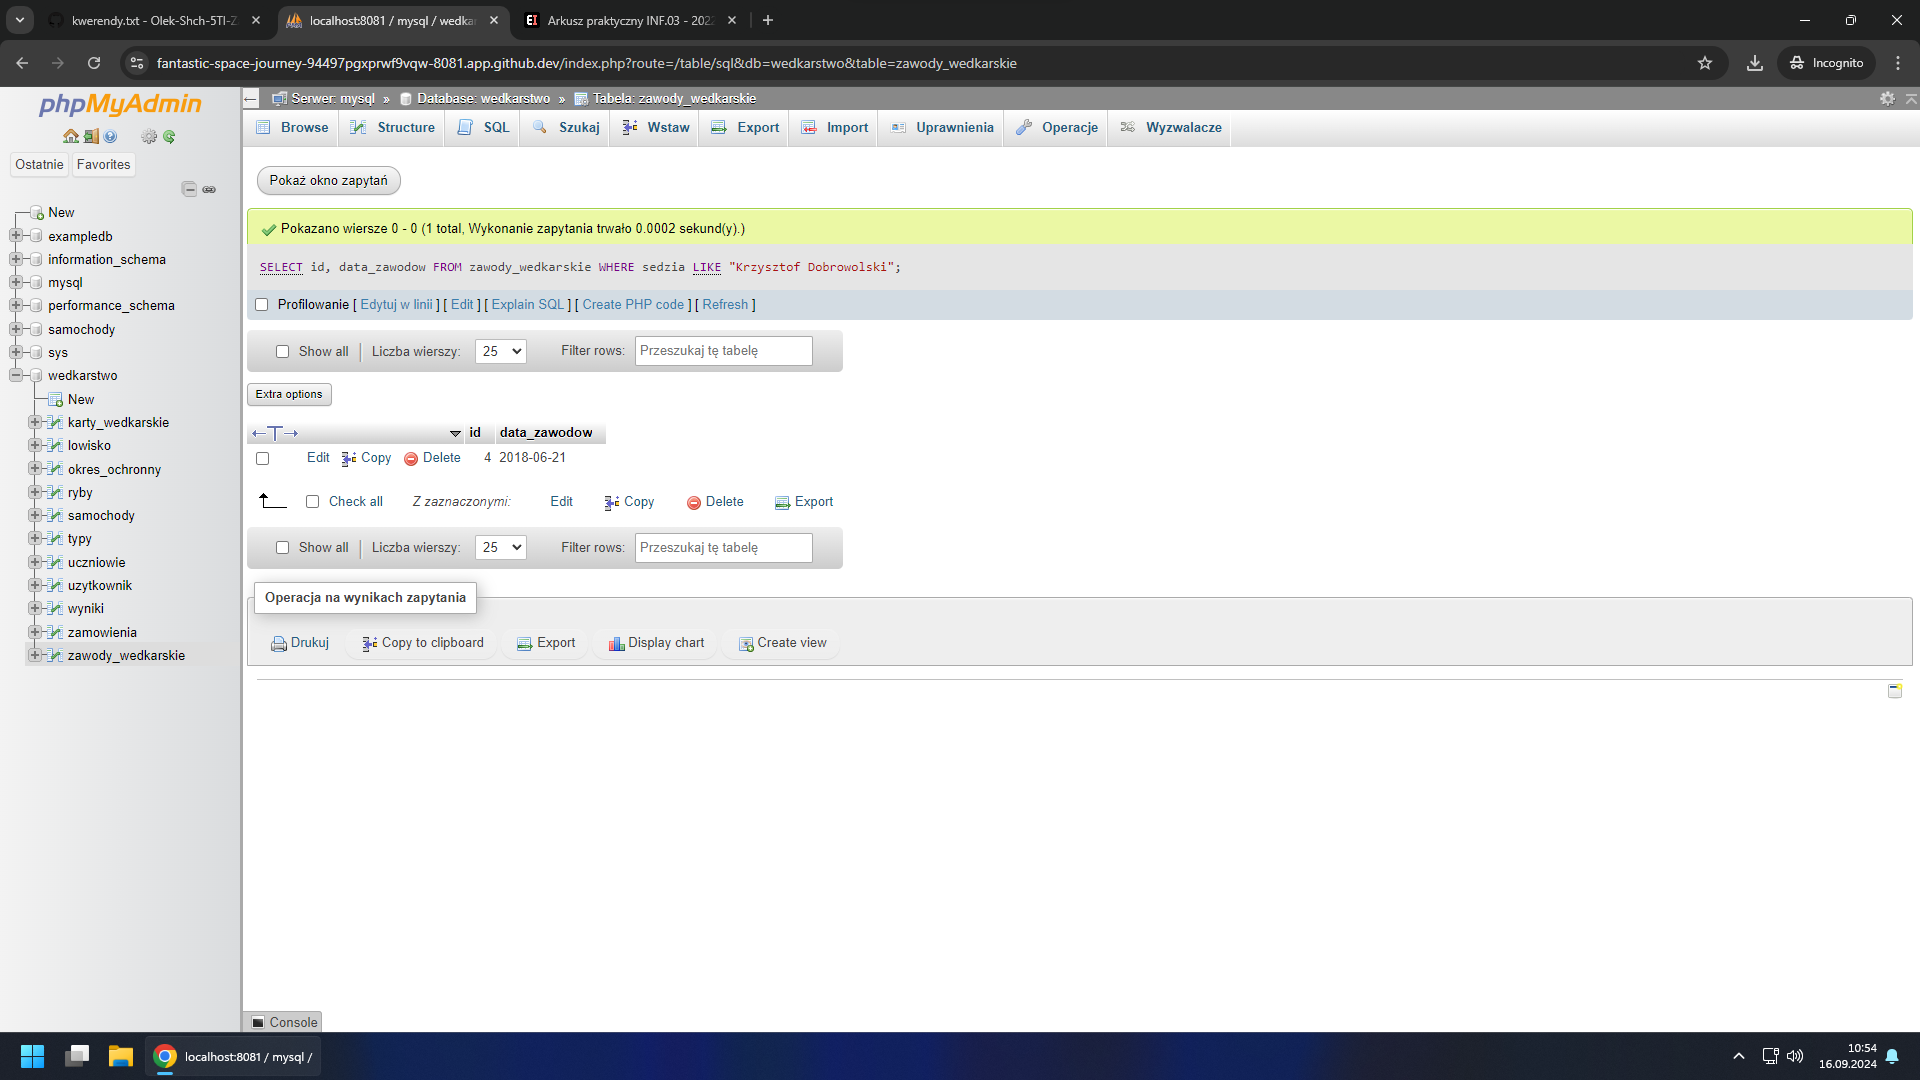 kwerendy.txt - Olek-Shch-5TI-Z
localhost:8081 / mysql / wedkar
EI Arkusz praktyczny INF.03 - 2022
fantastic-space-journey-94497pgxprwf9vqw-8081.app.github.dev/index.php?route=/table/sql&db=wedkarstwo&table=zawody_wedkarskie
Incognito
phpMyAdmin
Ostatnie Favorites
New
exampledb
information_schema
mysql
performance_schema
samochody
sys
wedkarstwo
New
karty_wedkarskie
lowisko
okres_ochronny
ryby
samochody
typy
uczniowie
uzytkownik
wyniki
zamowienia
zawody_wedkarskie
Serwer: mysql » Database: wedkarstwo » Tabela: zawody_wedkarskie
Browse Structure SQL Szukaj Wstaw Export Import Uprawnienia Operacje Wyzwalacze
Pokaż okno zapytań
Pokazano wiersze 0 - 0 (1 total, Wykonanie zapytania trwało 0.0002 sekund(y).)
SELECT id, data_zawodow FROM zawody_wedkarskie WHERE sedzia LIKE "Krzysztof Dobrowolski";
Profilowanie [ Edytuj w linii ] [ Edit ] [ Explain SQL ] [ Create PHP code ] [ Refresh ]
Show all Liczba wierszy: 25 Filter rows: Przeszukaj tę tabelę
Extra options
←T→ id data_zawodow
Edit Copy Delete 4 2018-06-21
Check all Z zaznaczonymi: Edit Copy Delete Export
Show all Liczba wierszy: 25 Filter rows: Przeszukaj tę tabelę
Operacja na wynikach zapytania
Drukuj Copy to clipboard Export Display chart Create view
Console
localhost:8081 / mysql /
10:54
16.09.2024